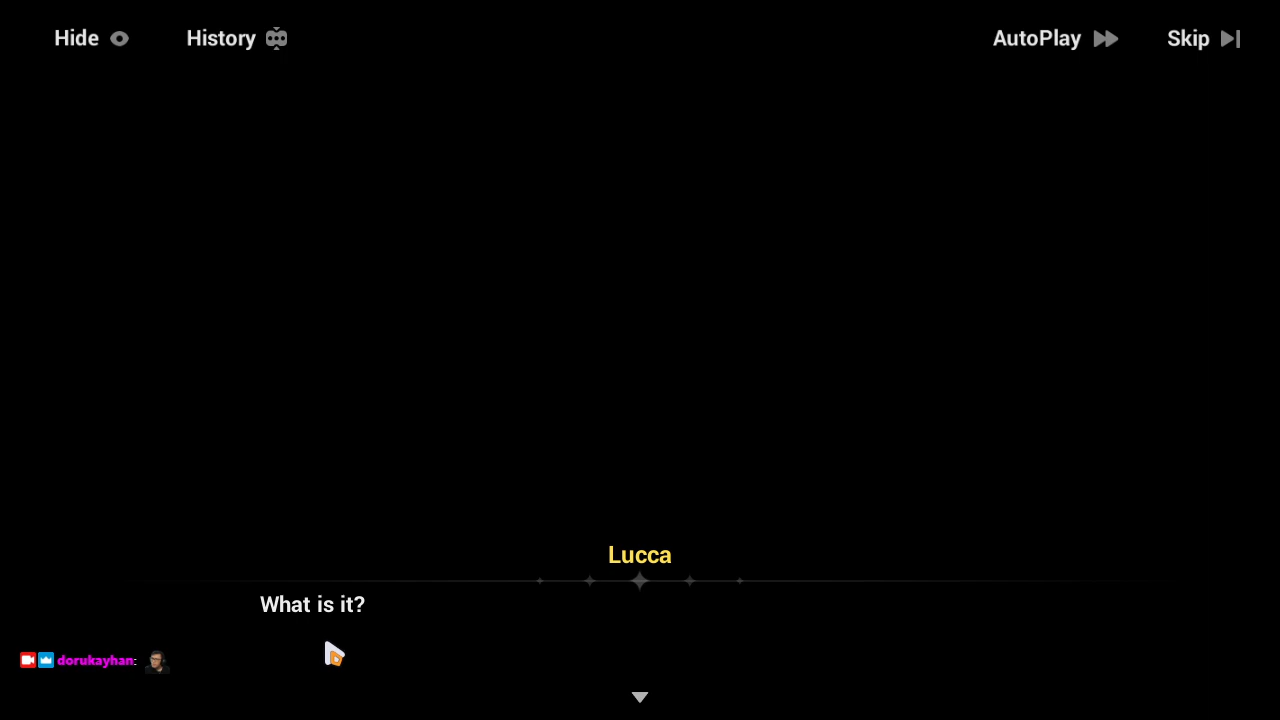 Hide
History
AutoPlay
Skip
Lucca
What is it?
dorukayhan: